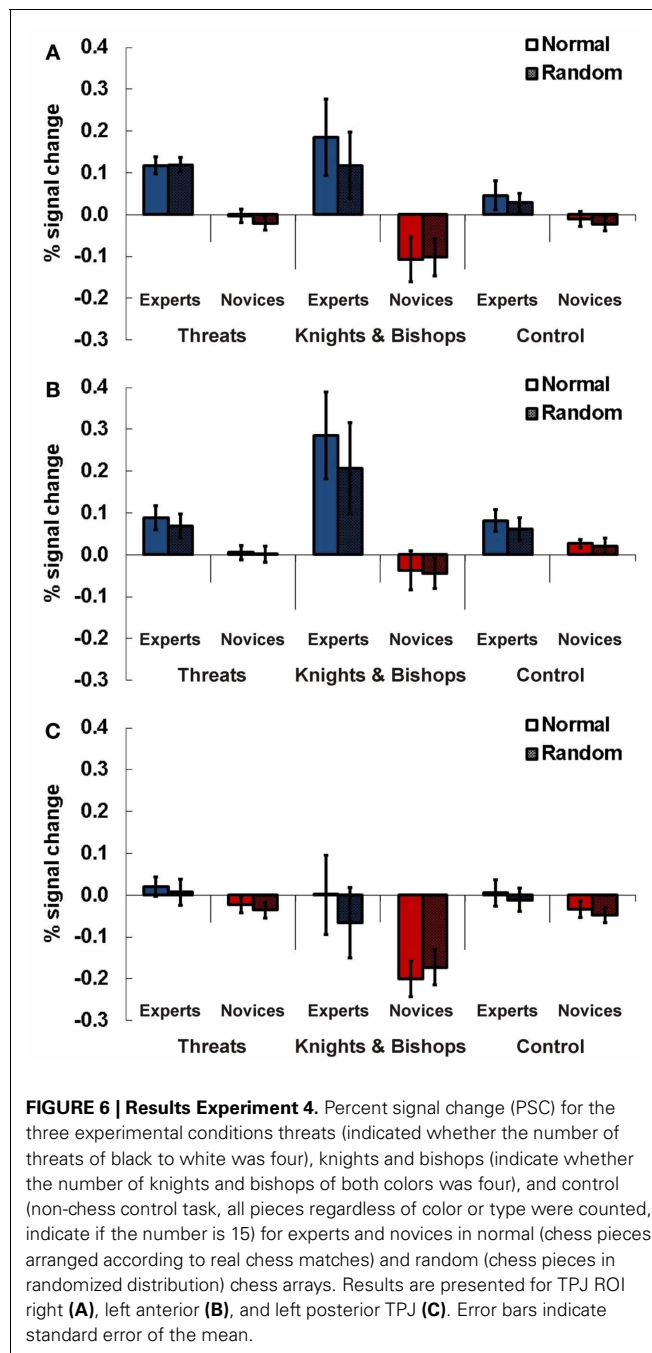 A
Normal
Random
% signal change
0.4
0.3
0.2
0.1
0.0
-0.1
-0.2
-0.3
Experts Novices Experts Novices Experts Novices
Threats Knights & Bishops Control
B
Normal
Random
% signal change
0.4
0.3
0.2
0.1
0.0
-0.1
-0.2
-0.3
Experts Novices Experts Novices Experts Novices
Threats Knights & Bishops Control
C
Normal
Random
% signal change
0.4
0.3
0.2
0.1
0.0
-0.1
-0.2
-0.3
Experts Novices Experts Novices Experts Novices
Threats Knights & Bishops Control
FIGURE 6 | Results Experiment 4. Percent signal change (PSC) for the
three experimental conditions threats (indicated whether the number of
threats of black to white was four), knights and bishops (indicate whether
the number of knights and bishops of both colors was four), and control
(non-chess control task, all pieces regardless of color or type were counted,
indicate if the number is 15) for experts and novices in normal (chess pieces
arranged according to real chess matches) and random (chess pieces in
randomized distribution) chess arrays. Results are presented for TPJ ROI
right (A), left anterior (B), and left posterior TPJ (C). Error bars indicate
standard error of the mean.